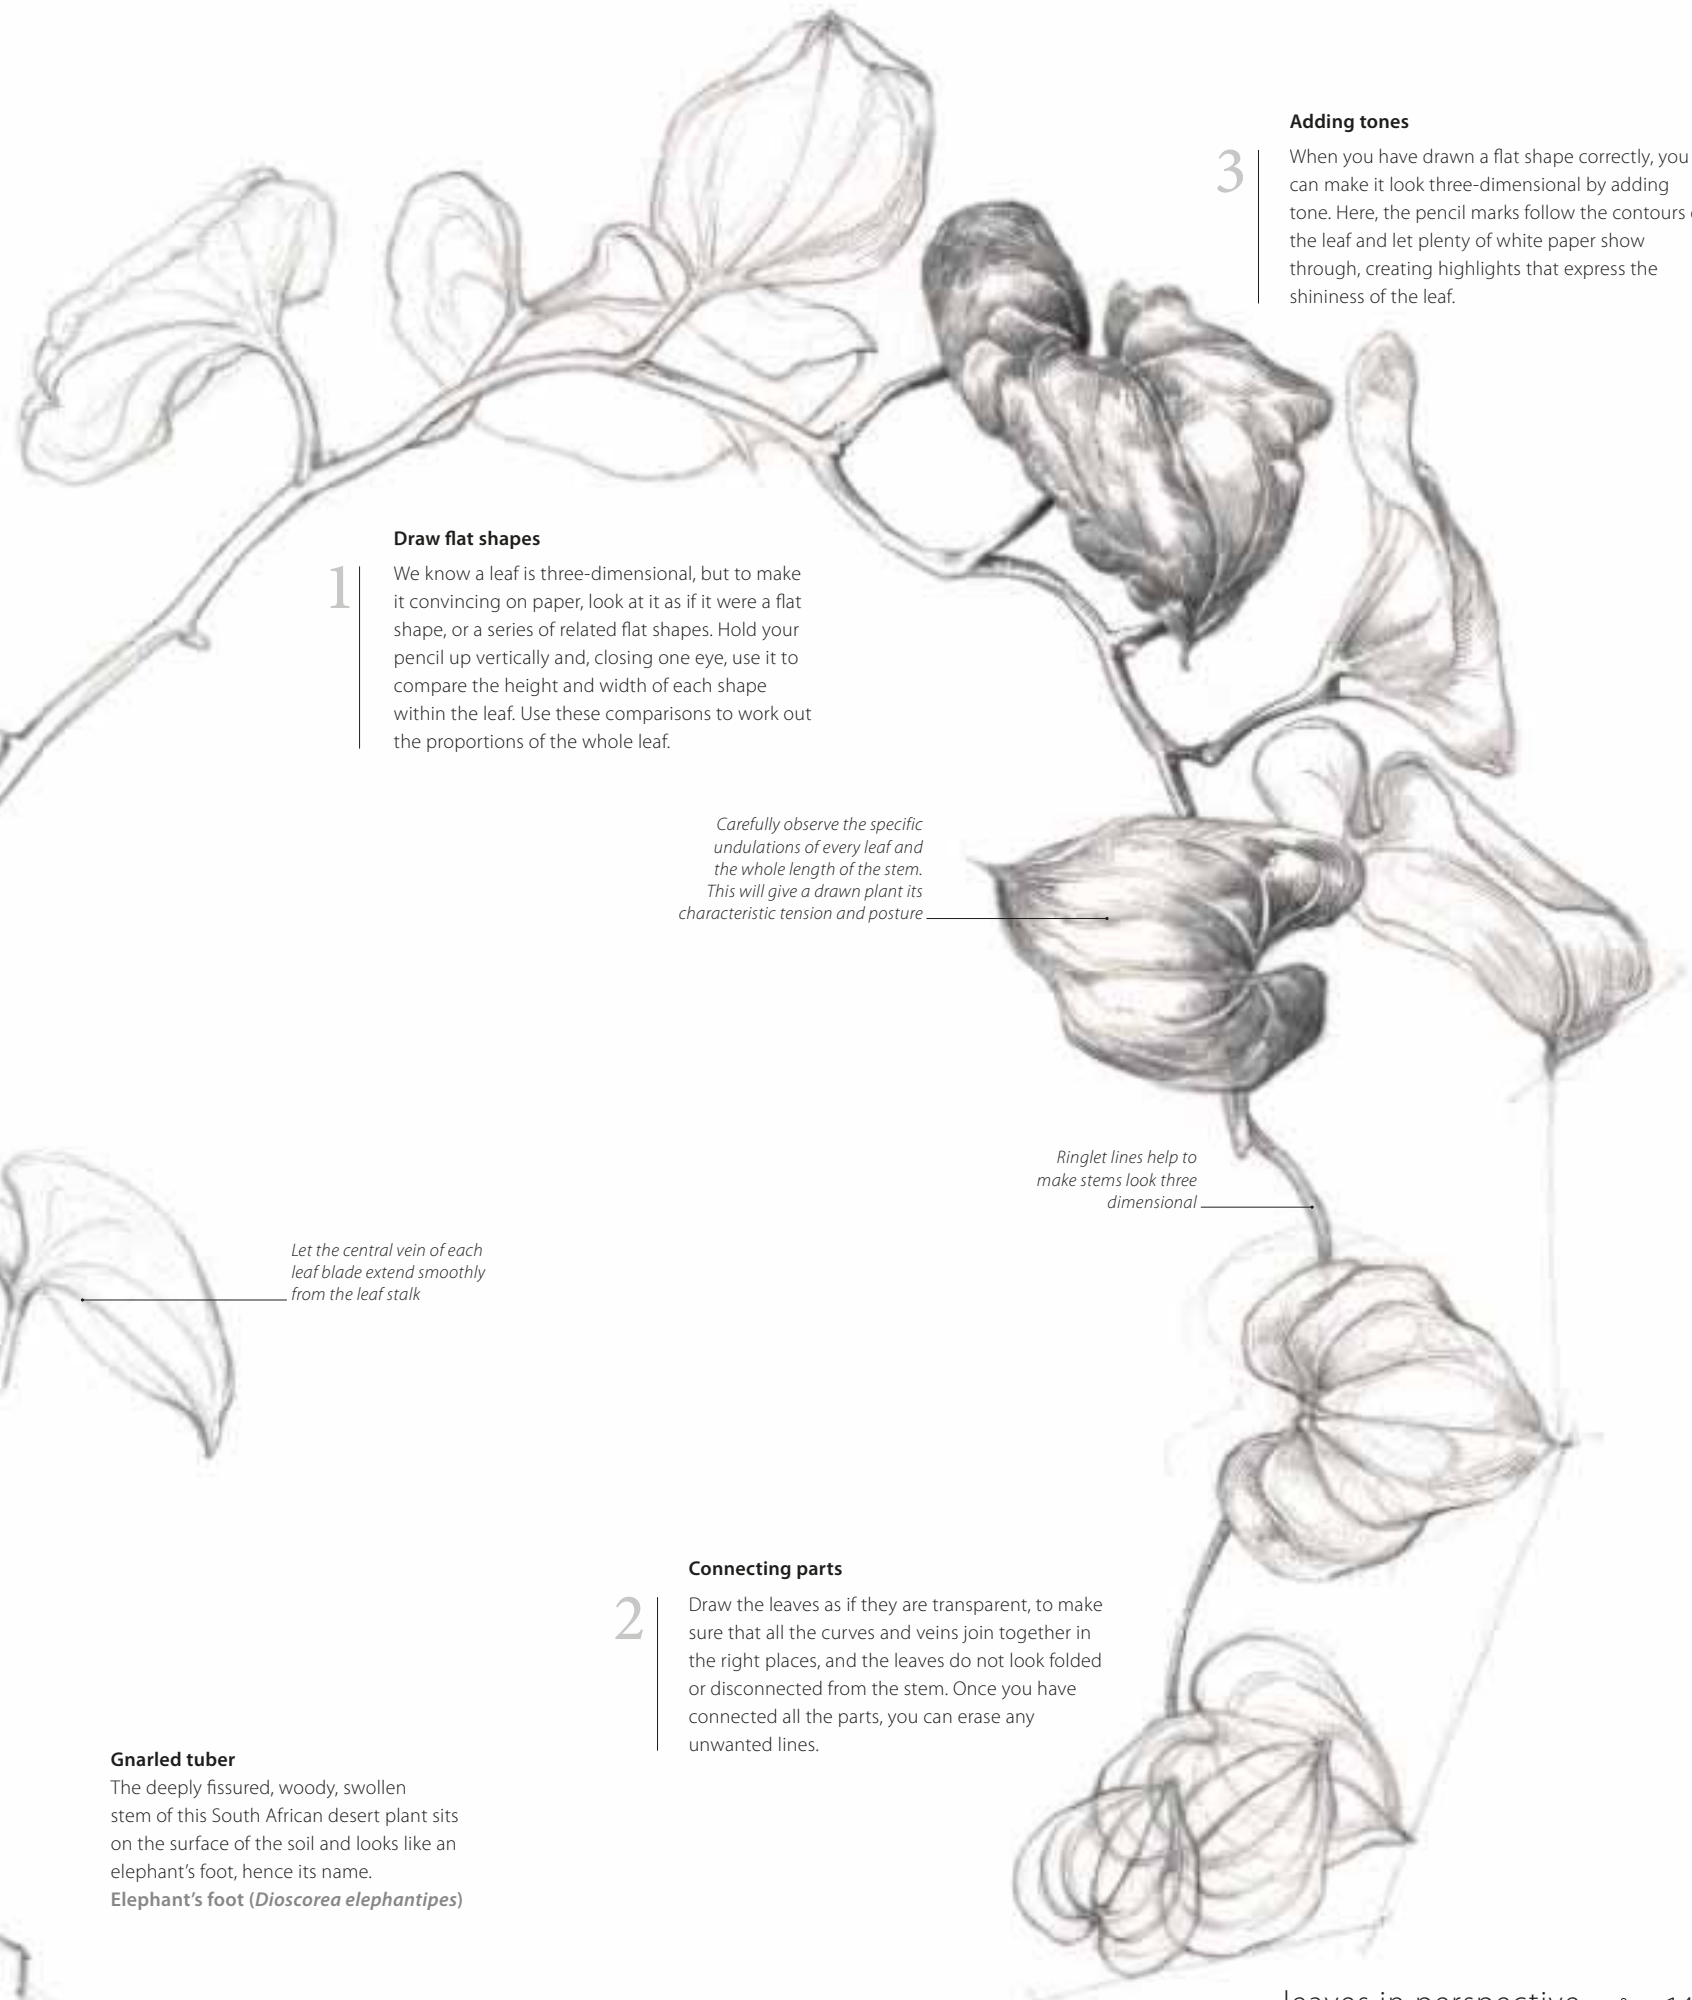 Adding tones
3
When you have drawn a flat shape correctly, you
can make it look three-dimensional by adding
tone. Here, the pencil marks follow the contours
the leaf and let plenty of white paper show
through, creating highlights that express the
shininess of the leaf.
Draw flat shapes
1
We know a leaf is three-dimensional, but to make
it convincing on paper, look at it as if it were a flat
shape, or a series of related flat shapes. Hold your
pencil up vertically and, closing one eye, use it to
compare the height and width of each shape
within the leaf. Use these comparisons to work out
the proportions of the whole leaf.
Carefully observe the specific
undulations of every leaf and
the whole length of the stem.
This will give a drawn plant its
characteristic tension and posture
Ringlet lines help to
make stems look three
dimensional
Let the central vein of each
leaf blade extend smoothly
from the leaf stalk
Connecting parts
2
Draw the leaves as if they are transparent, to make
sure that all the curves and veins join together in
the right places, and the leaves do not look folded
or disconnected from the stem. Once you have
connected all the parts, you can erase any
unwanted lines.
Gnarled tuber
The deeply fissured, woody, swollen
stem of this South African desert plant sits
on the surface of the soil and looks like an
elephant's foot, hence its name.
Elephant's foot (Dioscorea elephantipes)
leaves in perspective